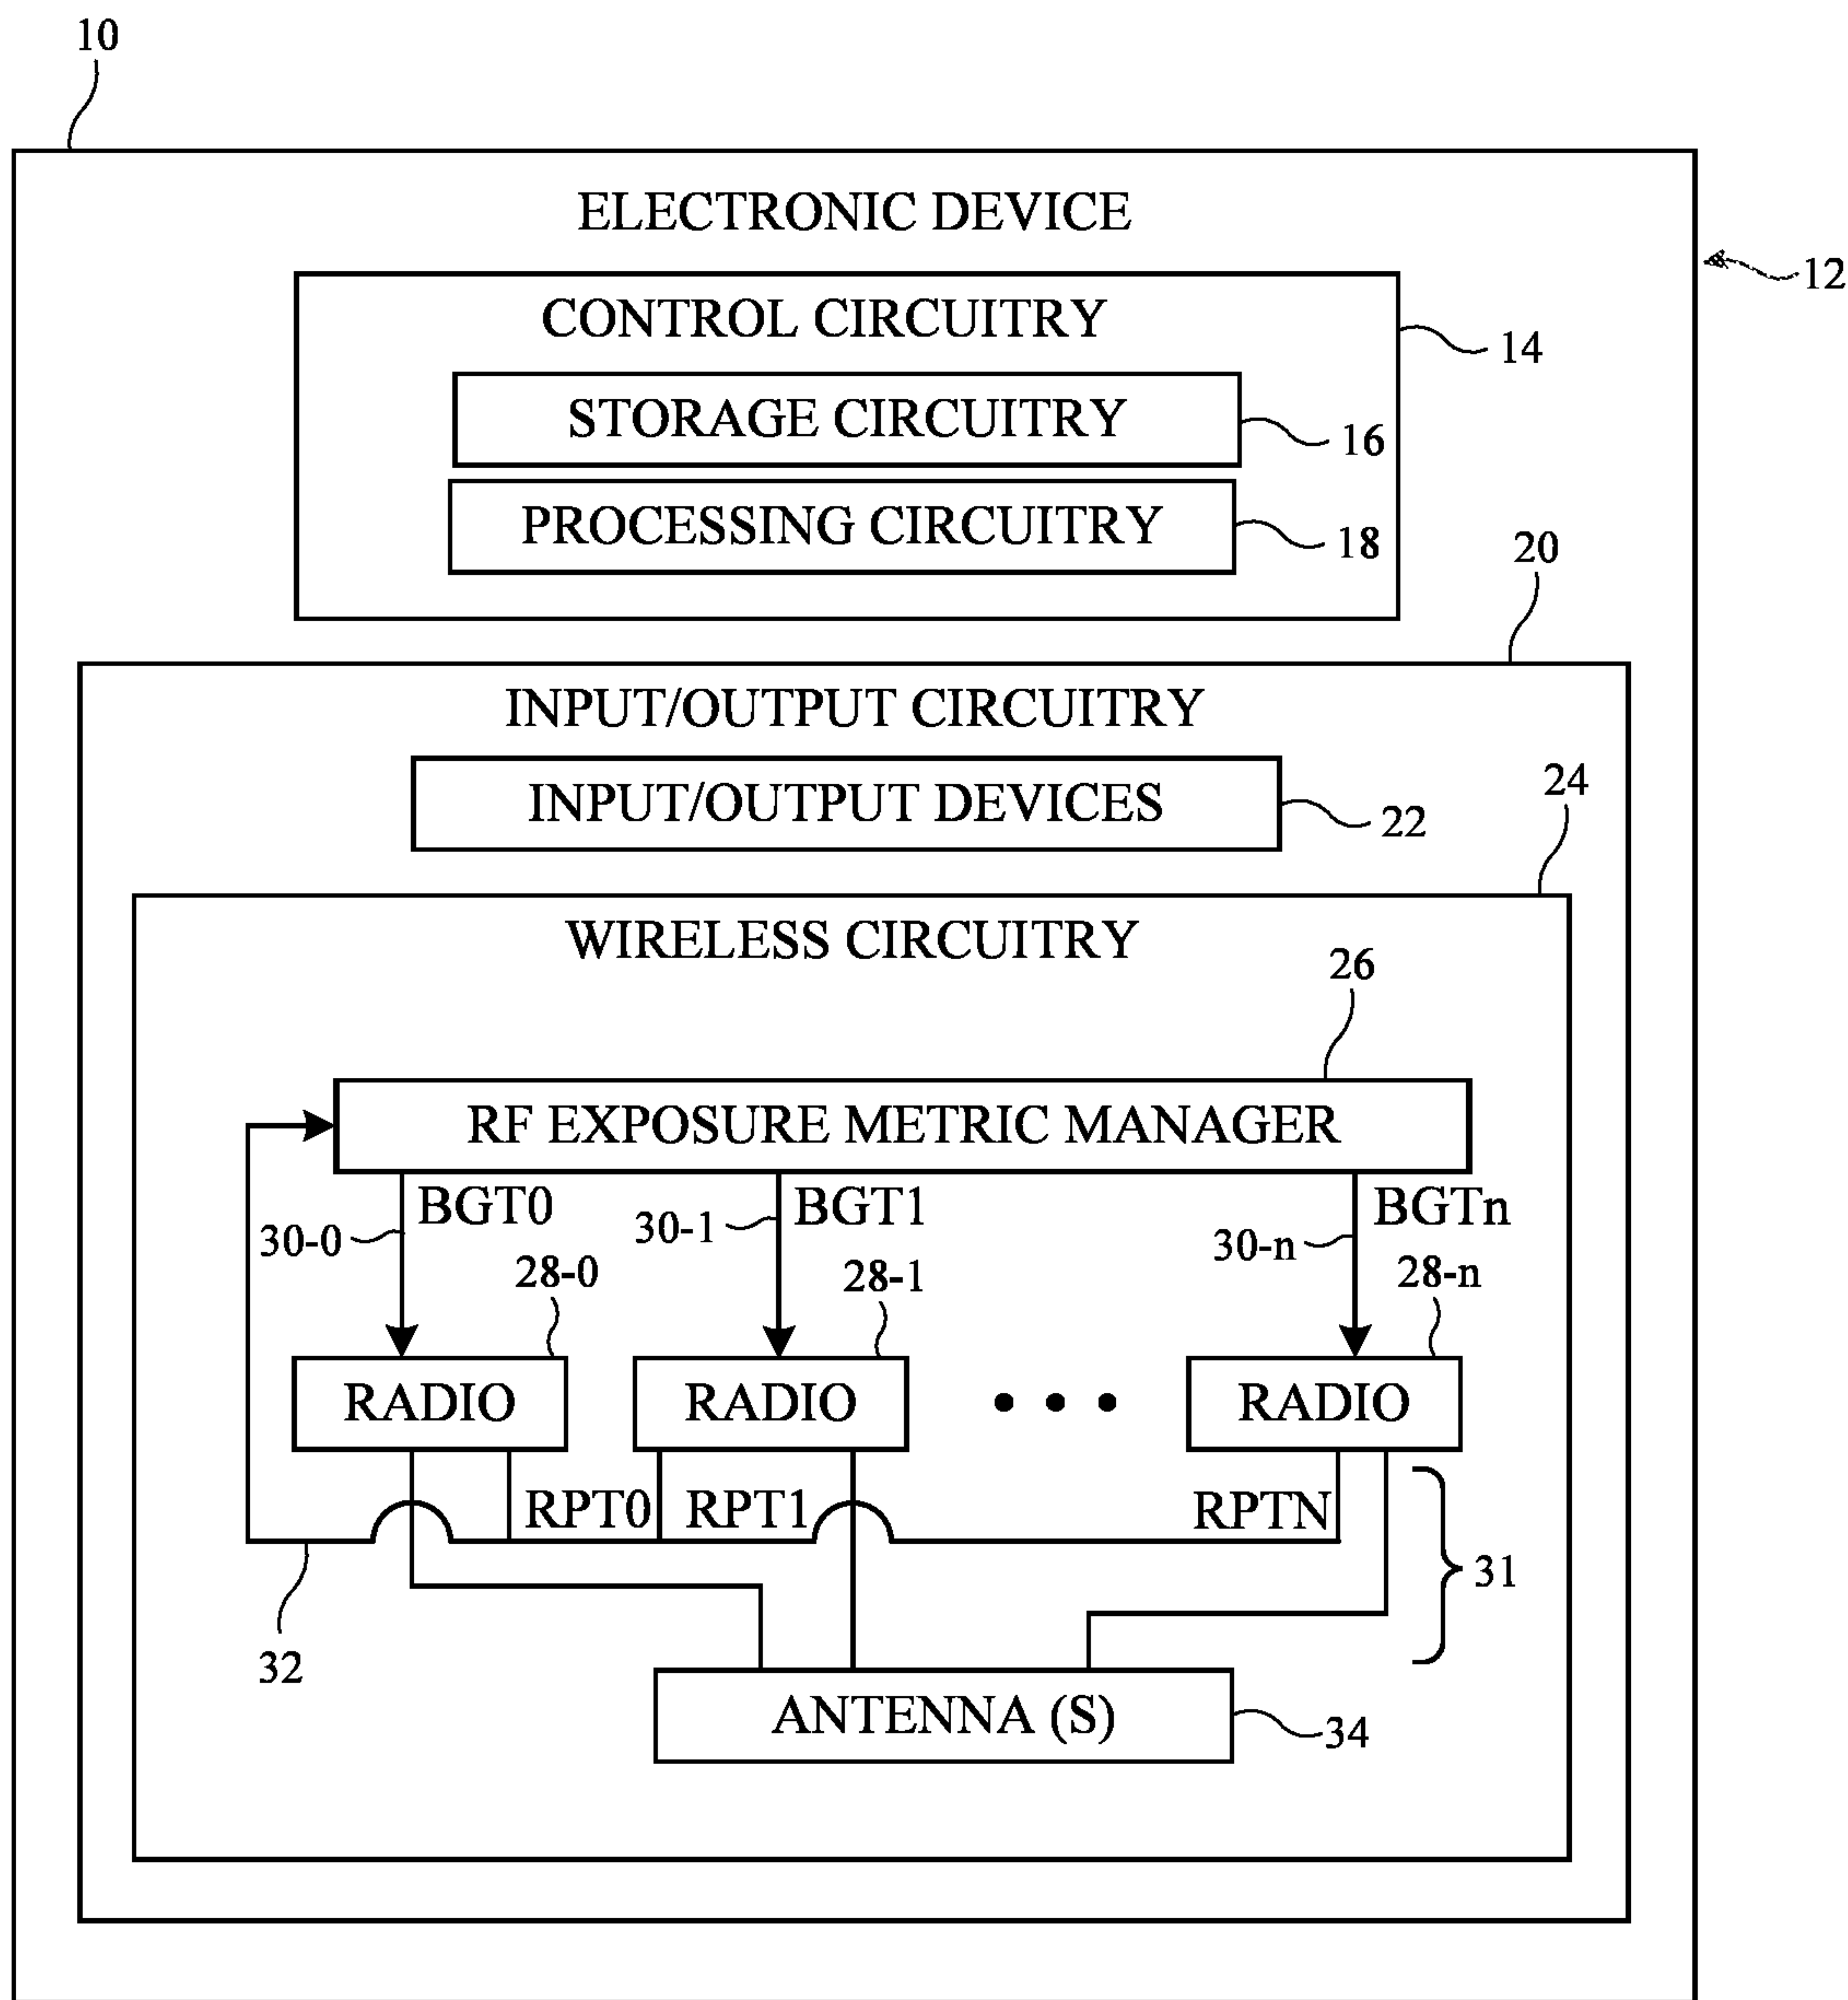 10
ELECTRONIC DEVICE
12
CONTROL CIRCUITRY
14
STORAGE CIRCUITRY
16
PROCESSING CIRCUITRY
18
20
INPUT/OUTPUT CIRCUITRY
24
INPUT/OUTPUT DEVICES
22
WIRELESS CIRCUITRY
26
RF EXPOSURE METRIC MANAGER
BGT0 BGT1 BGTn
30-0 30-1 30-n
28-0 28-1 28-n
RADIO RADIO • • • RADIO
RPT0 RPT1 RPTN
31
32
ANTENNA (S)
34